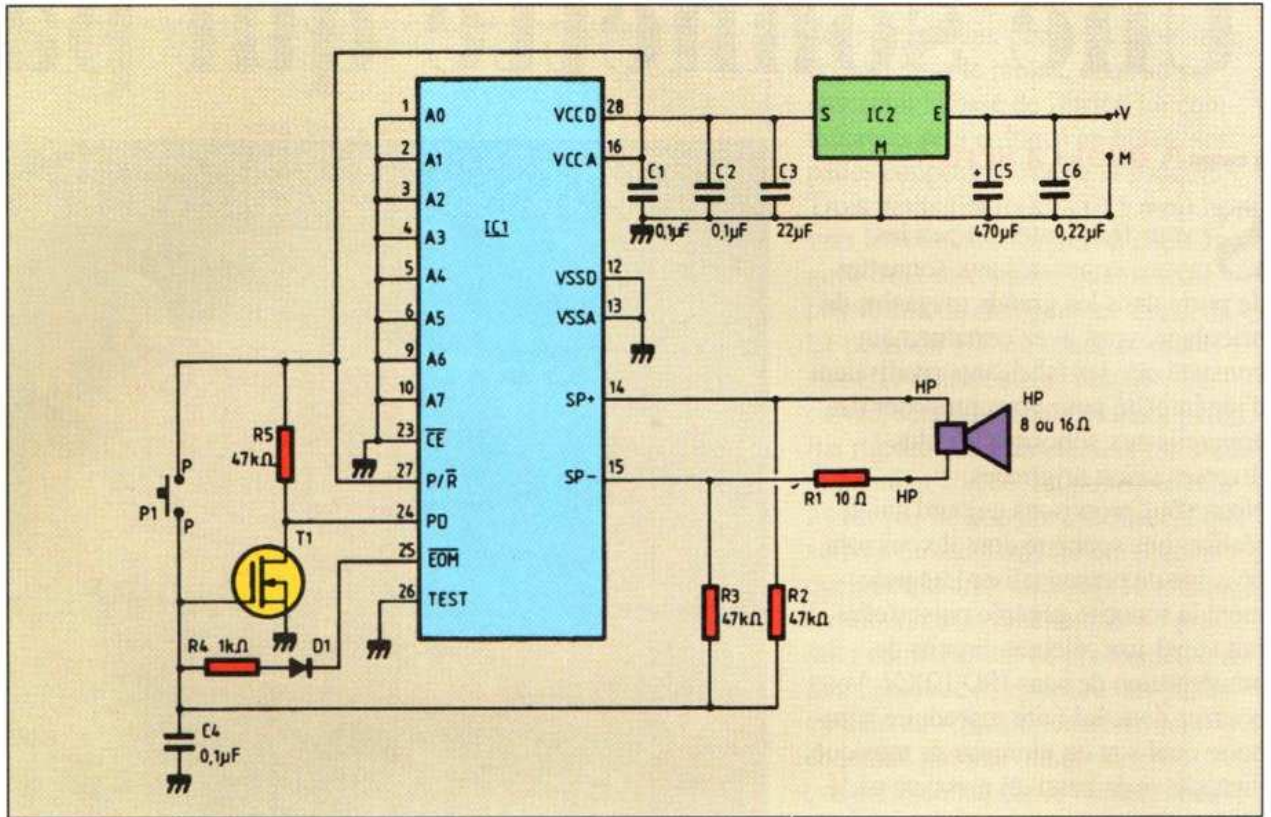 1 A0
2 A1
3 A2
4 A3
5 A4
6 A5
9 A6
10 A7
23 CE
27 P/R
24 PD
25 EOM
26 TEST
IC1
VCCD 28
VCCA 16
VSSD 12
VSSA 13
SP+ 14
SP- 15
S IC2 E
M
+V
M
C1
0,1µF
C2
0,1µF
C3
22µF
+ C5
470µF
C6
0,22µF
HP
HP
8 ou 16Ω
HP
R1 10Ω
R3
47kΩ
R2
47kΩ
R5
47kΩ
P
P1
P
T1
R4 1kΩ
D1
C4
0,1µF